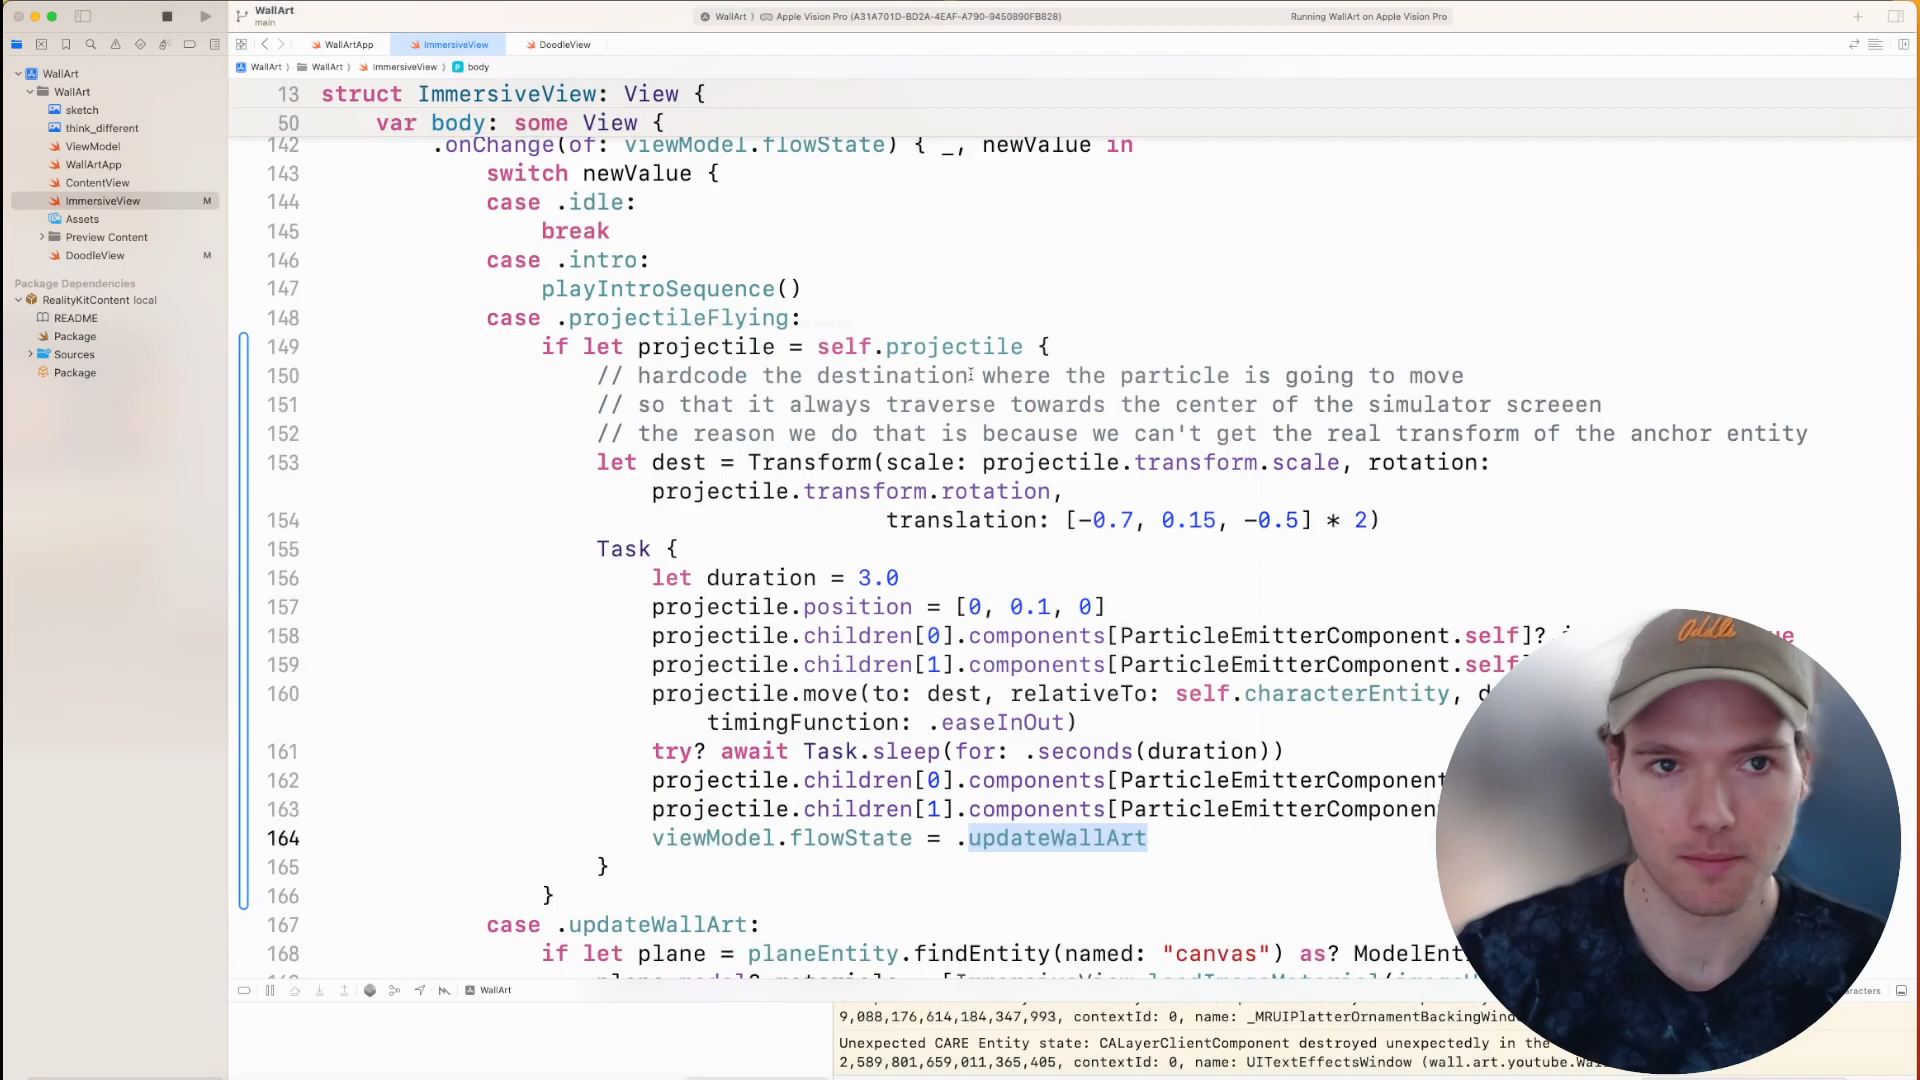 WallArt
main
WallArt 〉 Apple Vision Pro (A31A701D-BD2A-4EAF-A790-9450890FB828)
Running WallArt on Apple Vision Pro
WallArtApp
ImmersiveView
DoodleView
WallArt 〉 WallArt 〉 ImmersiveView 〉 body
WallArt
WallArt
sketch
think_different
ViewModel
WallArtApp
ContentView
ImmersiveView M
Assets
Preview Content
DoodleView M
Package Dependencies
RealityKitContent local
README
Package
Sources
Package
13 struct ImmersiveView: View {
50 var body: some View {
142 .onChange(of: viewModel.flowState) { _, newValue in
143 switch newValue {
144 case .idle:
145 break
146 case .intro:
147 playIntroSequence()
148 case .projectileFlying:
149 if let projectile = self.projectile {
150 // hardcode the destination where the particle is going to move
151 // so that it always traverse towards the center of the simulator screeen
152 // the reason we do that is because we can't get the real transform of the anchor entity
153 let dest = Transform(scale: projectile.transform.scale, rotation:
projectile.transform.rotation,
154 translation: [-0.7, 0.15, -0.5] * 2)
155 Task {
156 let duration = 3.0
157 projectile.position = [0, 0.1, 0]
158 projectile.children[0].components[ParticleEmitterComponent.self]?.
159 projectile.children[1].components[ParticleEmitterComponent.self]
160 projectile.move(to: dest, relativeTo: self.characterEntity,
timingFunction: .easeInOut)
161 try? await Task.sleep(for: .seconds(duration))
162 projectile.children[0].components[ParticleEmitterComponent
163 projectile.children[1].components[ParticleEmitterComponen
164 viewModel.flowState = .updateWallArt
165 }
166 }
167 case .updateWallArt:
168 if let plane = planeEntity.findEntity(named: "canvas") as? ModelEnt
WallArt
9,088,176,614,184,347,993, contextId: 0, name: _MRUIPlatterOrnamentBackingWind
Unexpected CARE Entity state: CALayerClientComponent destroyed unexpectedly in the
2,589,801,659,011,365,405, contextId: 0, name: UITextEffectsWindow (wall.art.youtube.Wa
Oddle